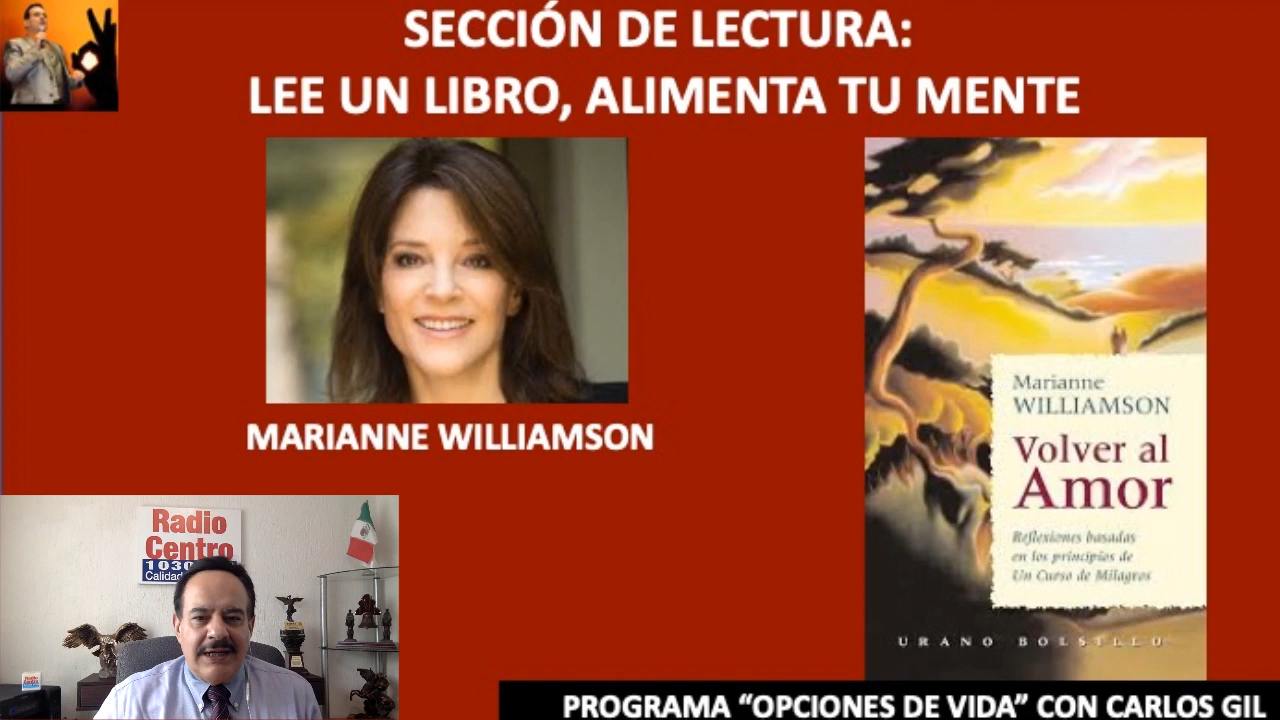 SECCIÓN DE LECTURA:
LEE UN LIBRO, ALIMENTA TU MENTE
MARIANNE WILLIAMSON
Marianne
WILLIAMSON
Volver al
Amor
Reflexiones basadas
en los principios de
Un Curso de Milagros
URANO BOLSILLO
Radio
Centro
1030
Calidad
PROGRAMA “OPCIONES DE VIDA” CON CARLOS GIL